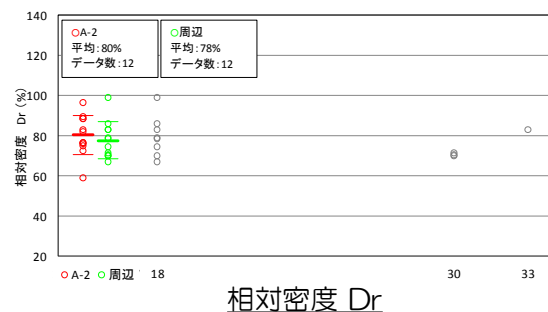 140
120
100
80
60
40
20
相対密度 Dr (%)
○A-2
平均:80%
データ数:12
○周辺
平均:78%
データ数:12
○ A-2 ○ 周辺 18 30 33
相対密度 Dr